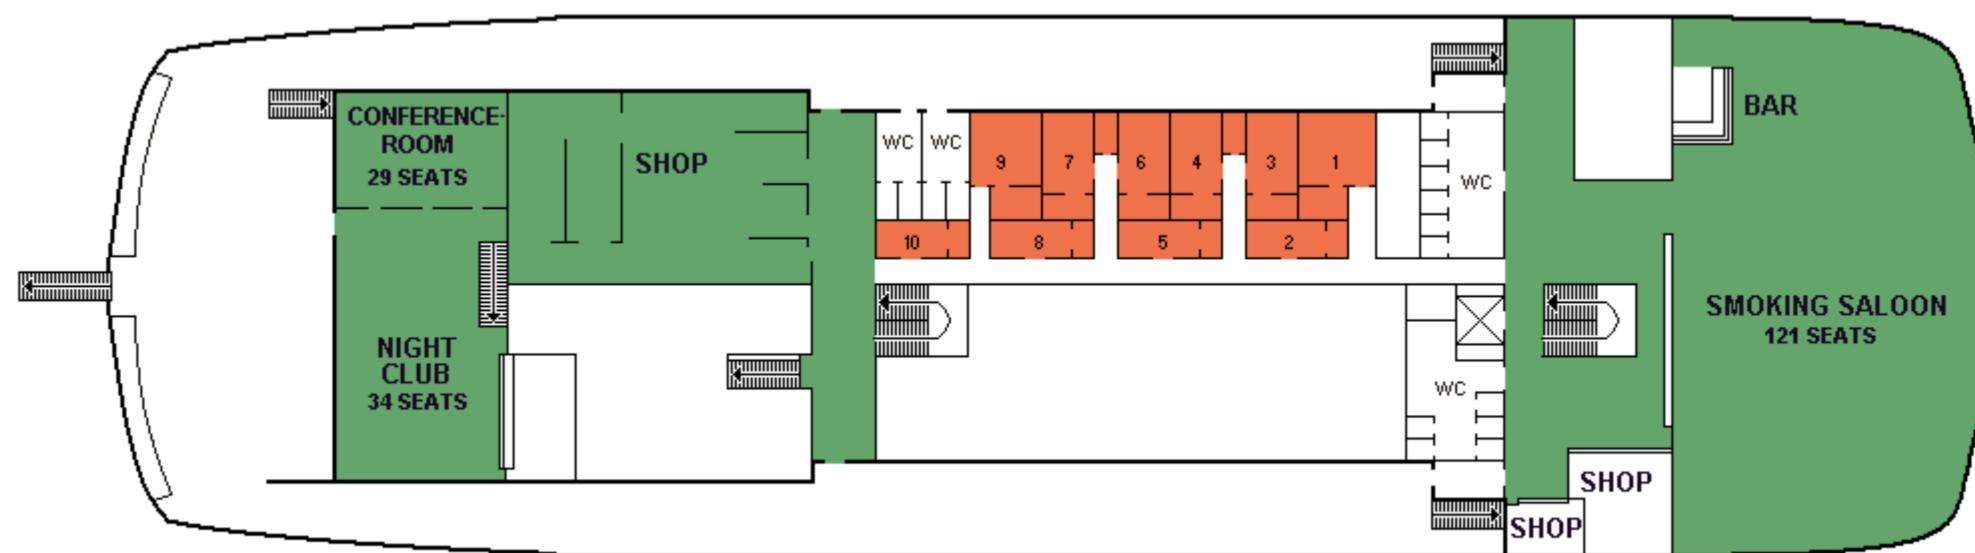 CONFERENCE-
ROOM
29 SEATS
SHOP
WC
WC
9
7
6
4
3
1
10
8
5
2
WC
BAR
NIGHT
CLUB
34 SEATS
WC
SMOKING SALOON
121 SEATS
SHOP
SHOP